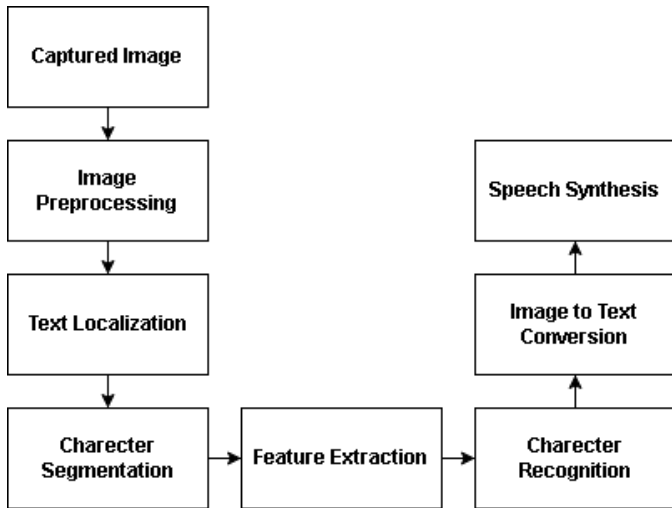 Captured Image
Image
Preprocessing
Text Localization
Charecter
Segmentation
Feature Extraction
Charecter
Recognition
Image to Text
Conversion
Speech Synthesis